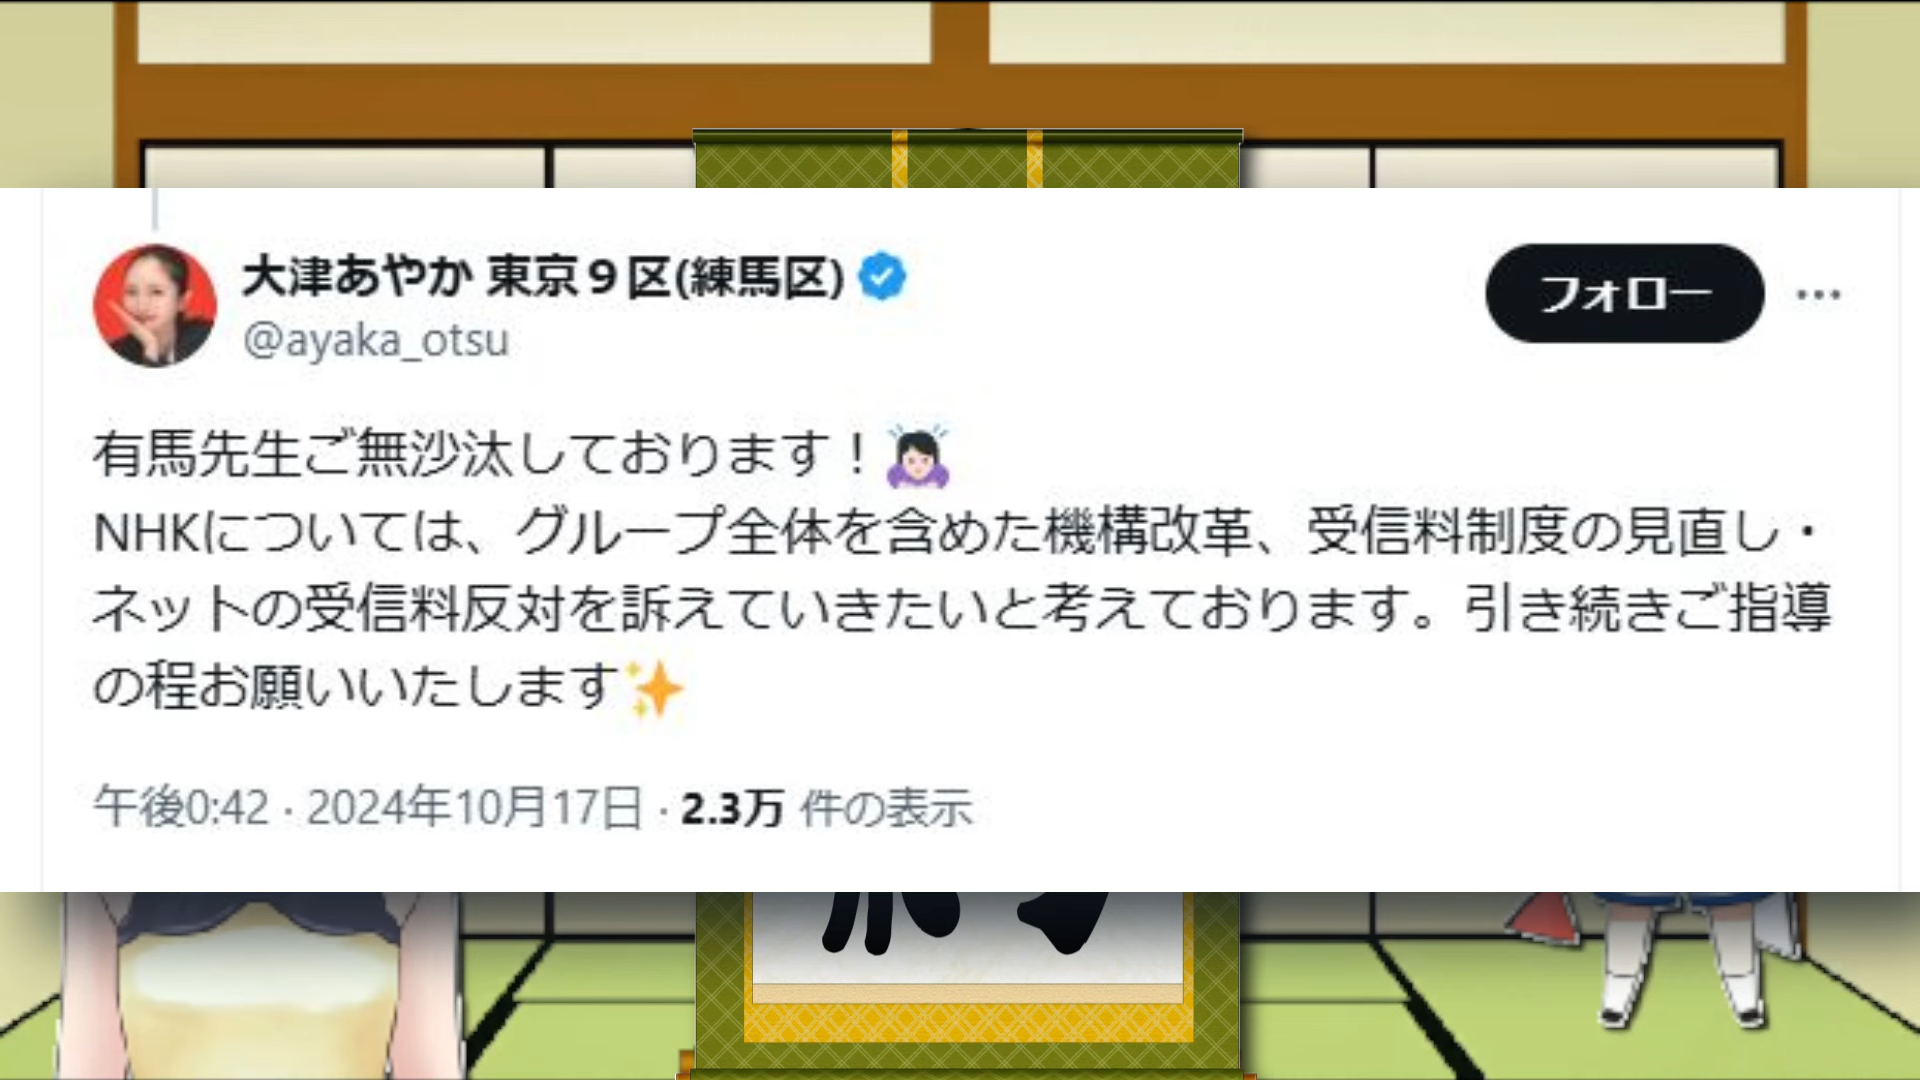 大津あやか 東京9区(練馬区)
@ayaka_otsu
フォロー
有馬先生ご無沙汰しております！🙇🏻‍♀️
NHKについては、グループ全体を含めた機構改革、受信料制度の見直し・
ネットの受信料反対を訴えていきたいと考えております。引き続きご指導
の程お願いいたします✨
午後0:42 · 2024年10月17日 · 2.3万 件の表示